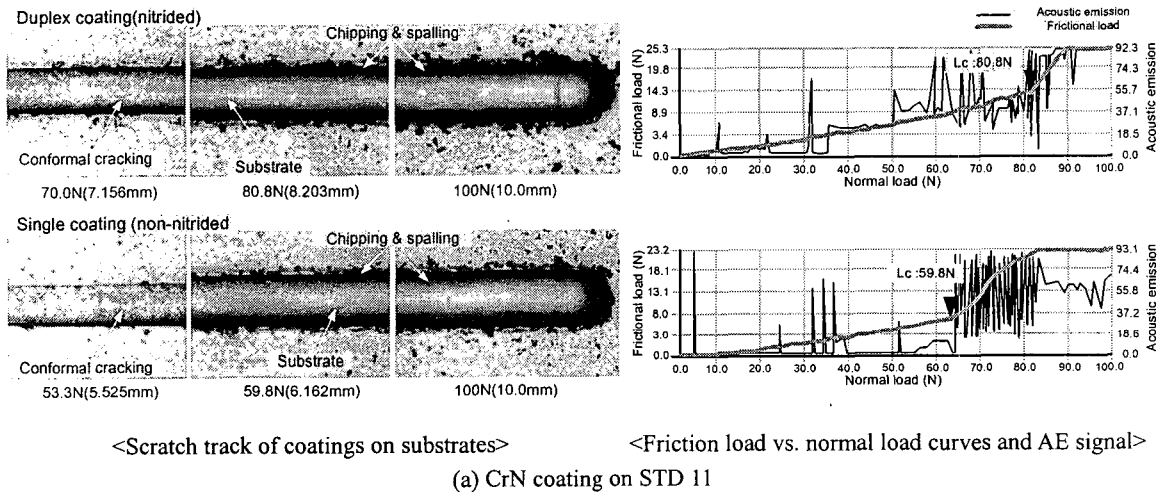 Duplex coating(nitrided)
Chipping & spalling
Conformal cracking
Substrate
70.0N(7.156mm)
80.8N(8.203mm)
100N(10.0mm)
Single coating (non-nitrided
Chipping & spalling
Conformal cracking
Substrate
53.3N(5.525mm)
59.8N(6.162mm)
100N(10.0mm)
Acoustic emission
Frictional load
Frictional load (N)
25.3
19.8
14.3
8.9
3.4
0.0
Lc :80.8N
92.3
74.3
55.7
37.1
18.5
0.0
Acoustic emission
0.0 10.0 20.0 30.0 40.0 50.0 60.0 70.0 80.0 90.0 100.0
Normal load (N)
Frictional load (N)
23.2
18.1
13.1
8.0
3.0
0.0
Lc :59.8N
93.1
74.4
55.8
37.2
18.6
0.0
Acoustic emission
0.0 10.0 20.0 30.0 40.0 50.0 60.0 70.0 80.0 90.0 100.0
Normal load (N)
<Scratch track of coatings on substrates>
<Friction load vs. normal load curves and AE signal>
(a) CrN coating on STD 11